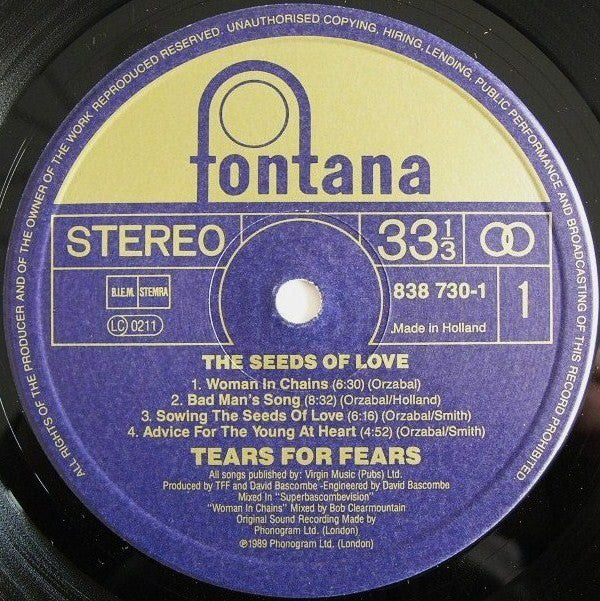 ALL RIGHTS OF THE PRODUCER AND OF THE OWNER OF THE WORK REPRODUCED RESERVED. UNAUTHORISED COPYING, HIRING, LENDING, PUBLIC PERFORMANCE AND BROADCASTING OF THIS RECORD PROHIBITED
fontana
STEREO
33 1/3
B.I.E.M. STEMRA
838 730-1
1
LC 0211
Made in Holland
THE SEEDS OF LOVE
1. Woman In Chains (6:30) (Orzabal)
2. Bad Man's Song (8:32) (Orzabal/Holland)
3. Sowing The Seeds Of Love (6:16) (Orzabal/Smith)
4. Advice For The Young At Heart (4:52) (Orzabal/Smith)
TEARS FOR FEARS
All songs published by: Virgin Music (Pubs) Ltd.
Produced by TFF and David Bascombe -Engineered by David Bascombe
Mixed In "Superbascombevision"
"Woman In Chains" Mixed by Bob Clearmountain
Original Sound Recording Made by
Phonogram Ltd. (London)
℗1989 Phonogram Ltd. (London)